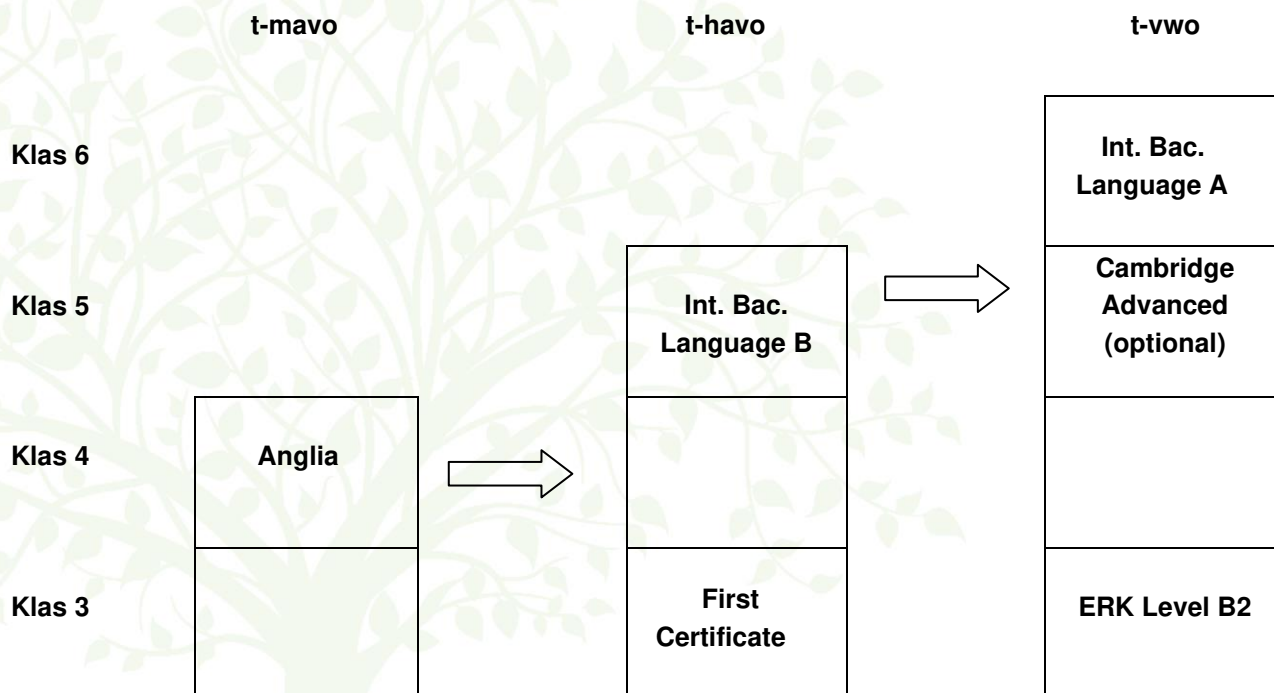 t-mavo t-havo t-vwo
Klas 6
Int. Bac.
Language A
Klas 5
Int. Bac.
Language B
Cambridge
Advanced
(optional)
Klas 4
Anglia
Klas 3
First
Certificate
ERK Level B2